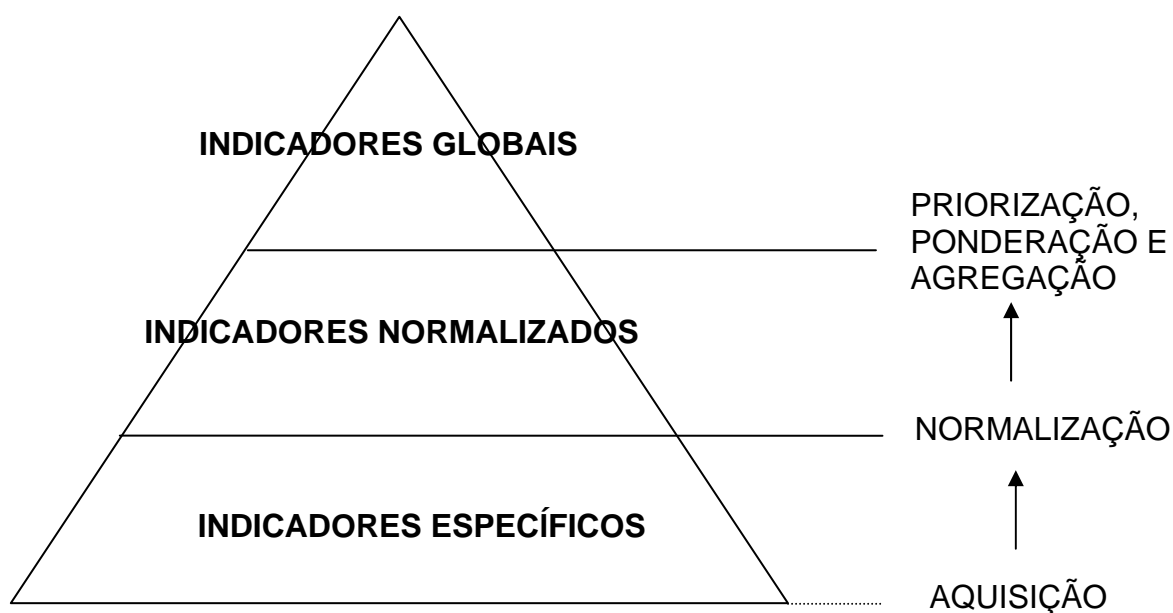 INDICADORES GLOBAIS
PRIORIZAÇÃO,
PONDERAÇÃO E
AGREGAÇÃO
INDICADORES NORMALIZADOS
NORMALIZAÇÃO
INDICADORES ESPECÍFICOS
AQUISIÇÃO